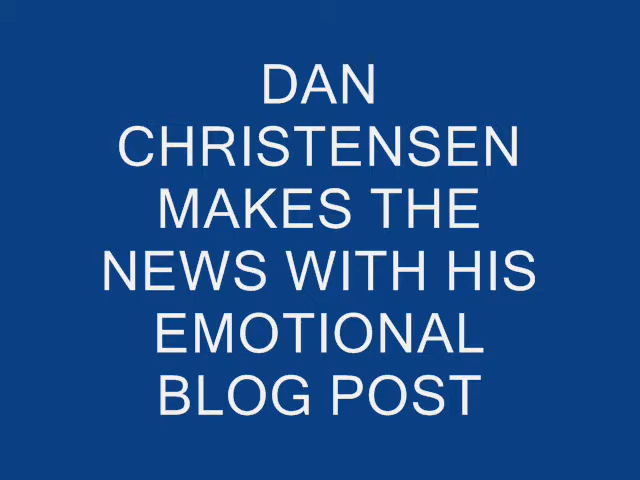 DAN
CHRISTENSEN
MAKES THE
NEWS WITH HIS
EMOTIONAL
BLOG POST